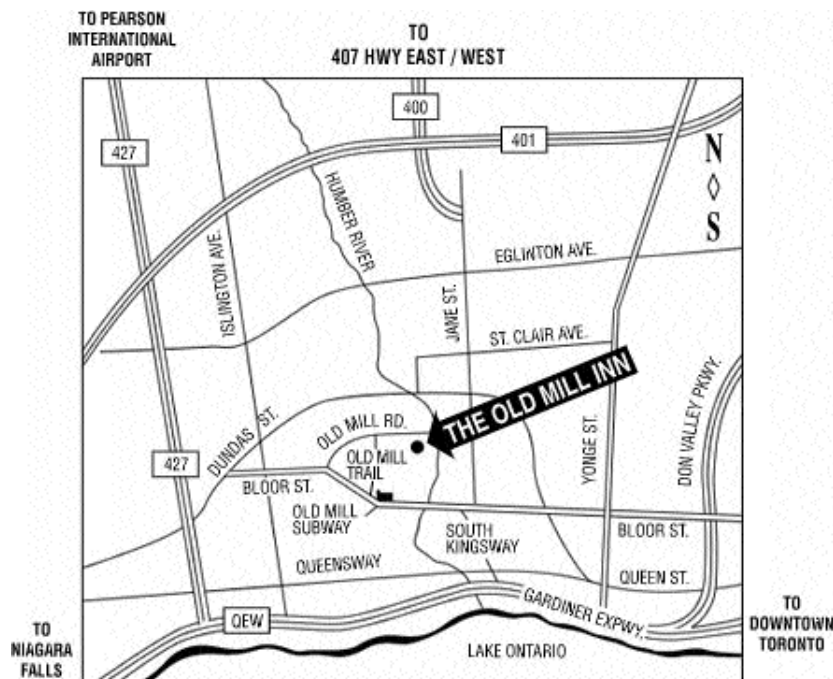 TO PEARSON
INTERNATIONAL
AIRPORT
TO
407 HWY EAST / WEST
400
427
401
N
S
HUMBER RIVER
ISLINGTON AVE.
EGLINTON AVE.
JANE ST.
ST. CLAIR AVE.
THE OLD MILL INN
DUNDAS ST.
OLD MILL RD.
YONGE ST.
DON VALLEY PKWY.
427
OLD MILL
TRAIL
BLOOR ST.
OLD MILL
SUBWAY
SOUTH
KINGSWAY
BLOOR ST.
QUEENSWAY
QUEEN ST.
GARDINER EXPWY.
QEW
TO
NIAGARA
FALLS
LAKE ONTARIO
TO
DOWNTOWN
TORONTO